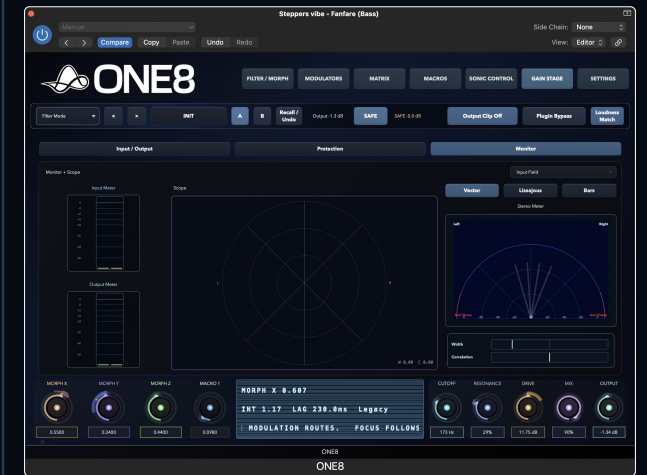 Steppers vibe - Fanfare (Bass)
Manual
Side Chain: None
< > Compare Copy Paste Undo Redo
View: Editor
ONE8
FILTER / MORPH MODULATORS MATRIX MACROS SONIC CONTROL GAIN STAGE SETTINGS
Filter Mode INIT A B Recall / Undo Output -1.3 dB SAFE SAFE -0.0 dB Output Clip Off Plugin Bypass Loudness Match
Input / Output Protection Monitor
Monitor + Scope
Input Field
Input Meter Scope
Vector Lissajous Bars
Stereo Meter
Left Right
L R
Output Meter
W 0.00 C 0.00
Width
Correlation
MORPH X MORPH Y MORPH Z MACRO 1
MORPH X 0.607
INT 1.17 LAG 230.0ms Legacy
MODULATION ROUTES. FOCUS FOLLOWS
CUTOFF RESONANCE DRIVE MIX OUTPUT
0.5500 0.3400 0.4400 0.0980
173 Hz 29% 11.75 dB 90% -1.34 dB
ONE8
ONE8